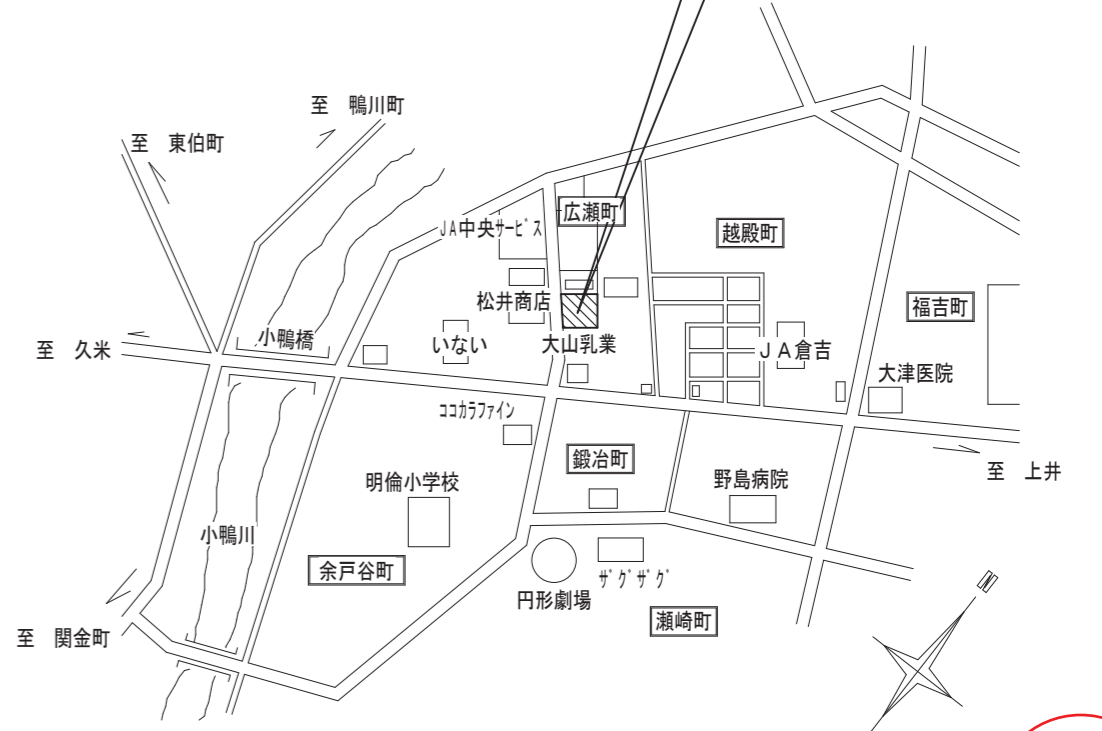 至　鴨川町
至　東伯町
広瀬町
JA中央ｻｰﾋﾞｽ
越殿町
松井商店
福吉町
小鴨橋
いない
大山乳業
ＪＡ倉吉
至　久米
大津医院
ココカラファイン
鍛冶町
至　上井
明倫小学校
野島病院
小鴨川
余戸谷町
ｻﾞｸﾞｻﾞｸﾞ
円形劇場
瀬崎町
至　関金町
N